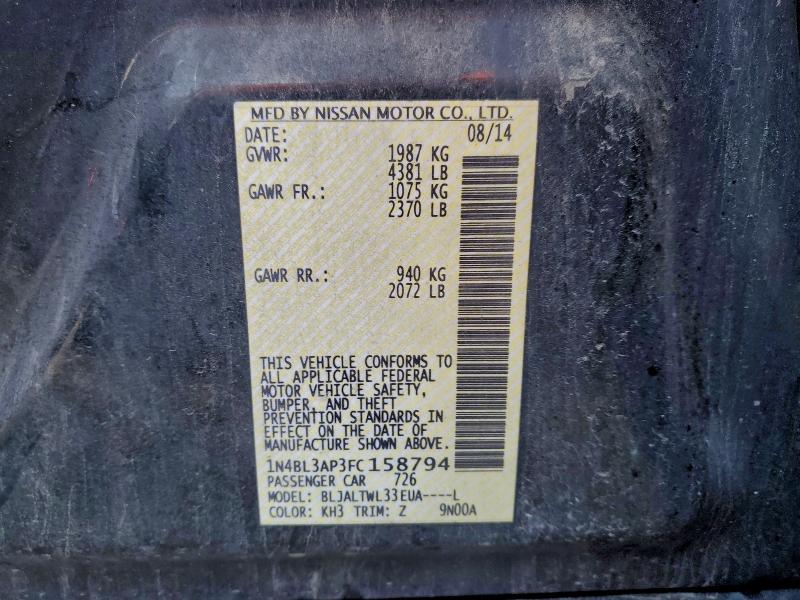 MFD BY NISSAN MOTOR CO., LTD.
DATE: 08/14
GVWR: 1987 KG
4381 LB
GAWR FR.: 1075 KG
2370 LB
GAWR RR.: 940 KG
2072 LB
THIS VEHICLE CONFORMS TO
ALL APPLICABLE FEDERAL
MOTOR VEHICLE SAFETY,
BUMPER, AND THEFT
PREVENTION STANDARDS IN
EFFECT ON THE DATE OF
MANUFACTURE SHOWN ABOVE.
1N4BL3AP3FC158794
PASSENGER CAR 726
MODEL: BLJALTWL33EUA----L
COLOR: KH3 TRIM: Z 9N00A